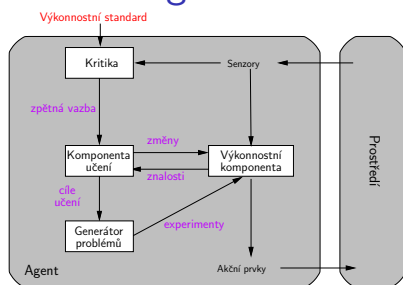 Výkonnostní standard
Kritika
Senzory
zpětná vazba
změny
Komponenta
učení
Výkonnostní
komponenta
znalosti
cíle
učení
Generátor
problémů
experimenty
Agent
Akční prvky
Prostředí